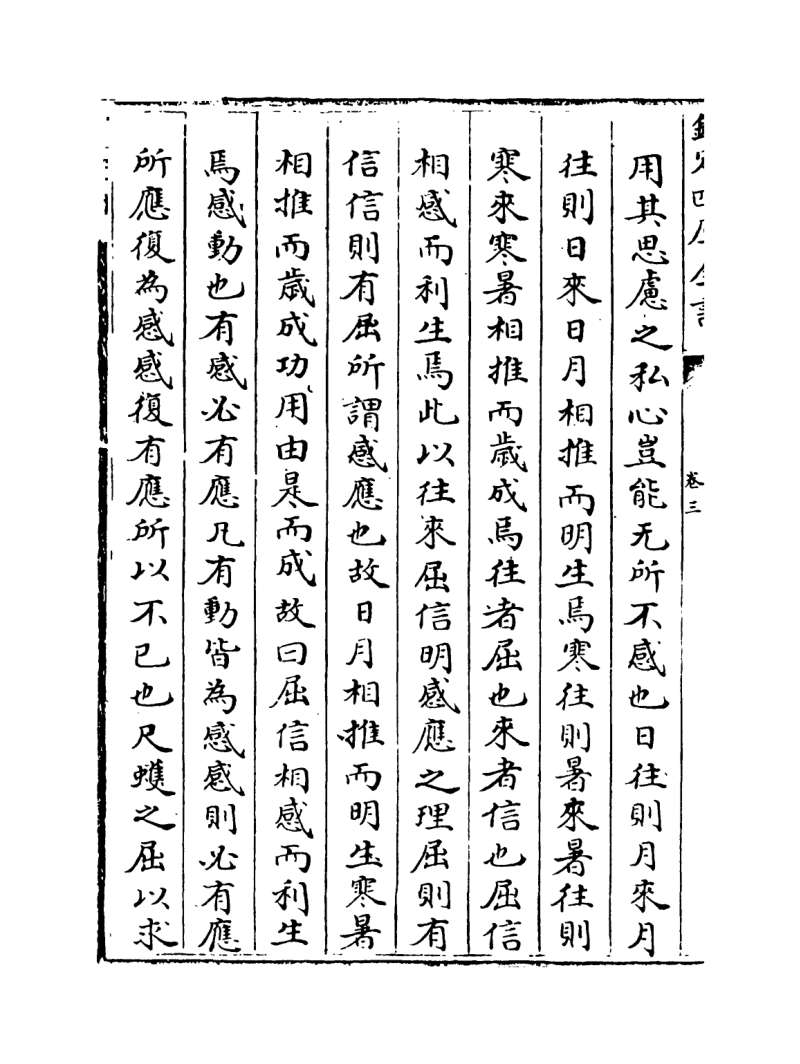 欽定四庫全書
卷三
用其思慮之私心豈能无所不感也日往則月來月
往則日來日月相推而明生焉寒往則暑來暑往則
寒來寒暑相推而歲成焉往者屈也來者信也屈信
相感而利生焉此以往來屈信明感應之理屈則有
信信則有屈所謂感應也故日月相推而明生寒暑
相推而歲成功用由是而成故曰屈信相感而利生
焉感動也有感必有應凡有動皆為感感則必有應
所應復為感感復有應所以不已也尺蠖之屈以求